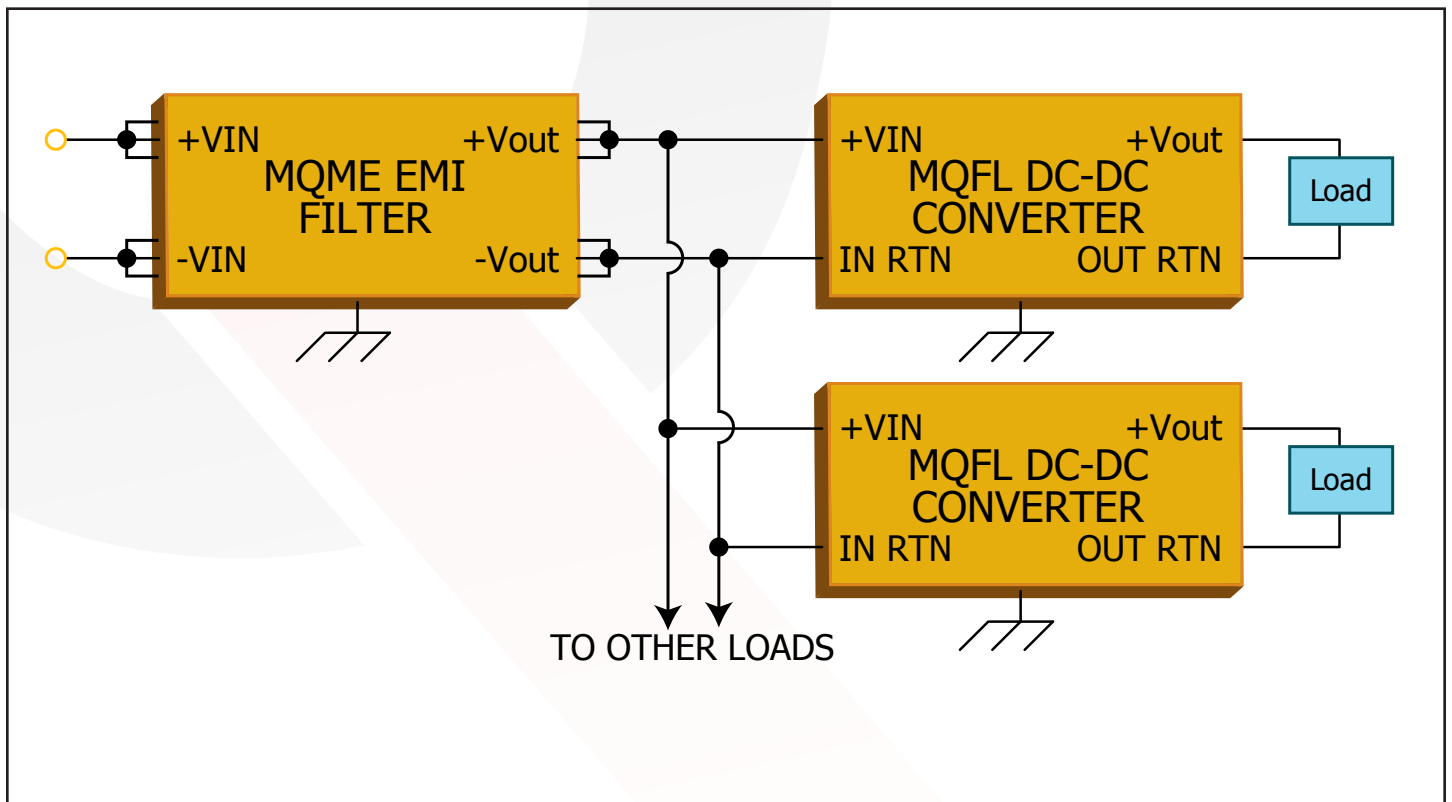 +VIN
+Vout
MQME EMI
FILTER
-VIN
-Vout
+VIN
+Vout
MQFL DC-DC
CONVERTER
IN RTN
OUT RTN
Load
+VIN
+Vout
MQFL DC-DC
CONVERTER
IN RTN
OUT RTN
Load
TO OTHER LOADS